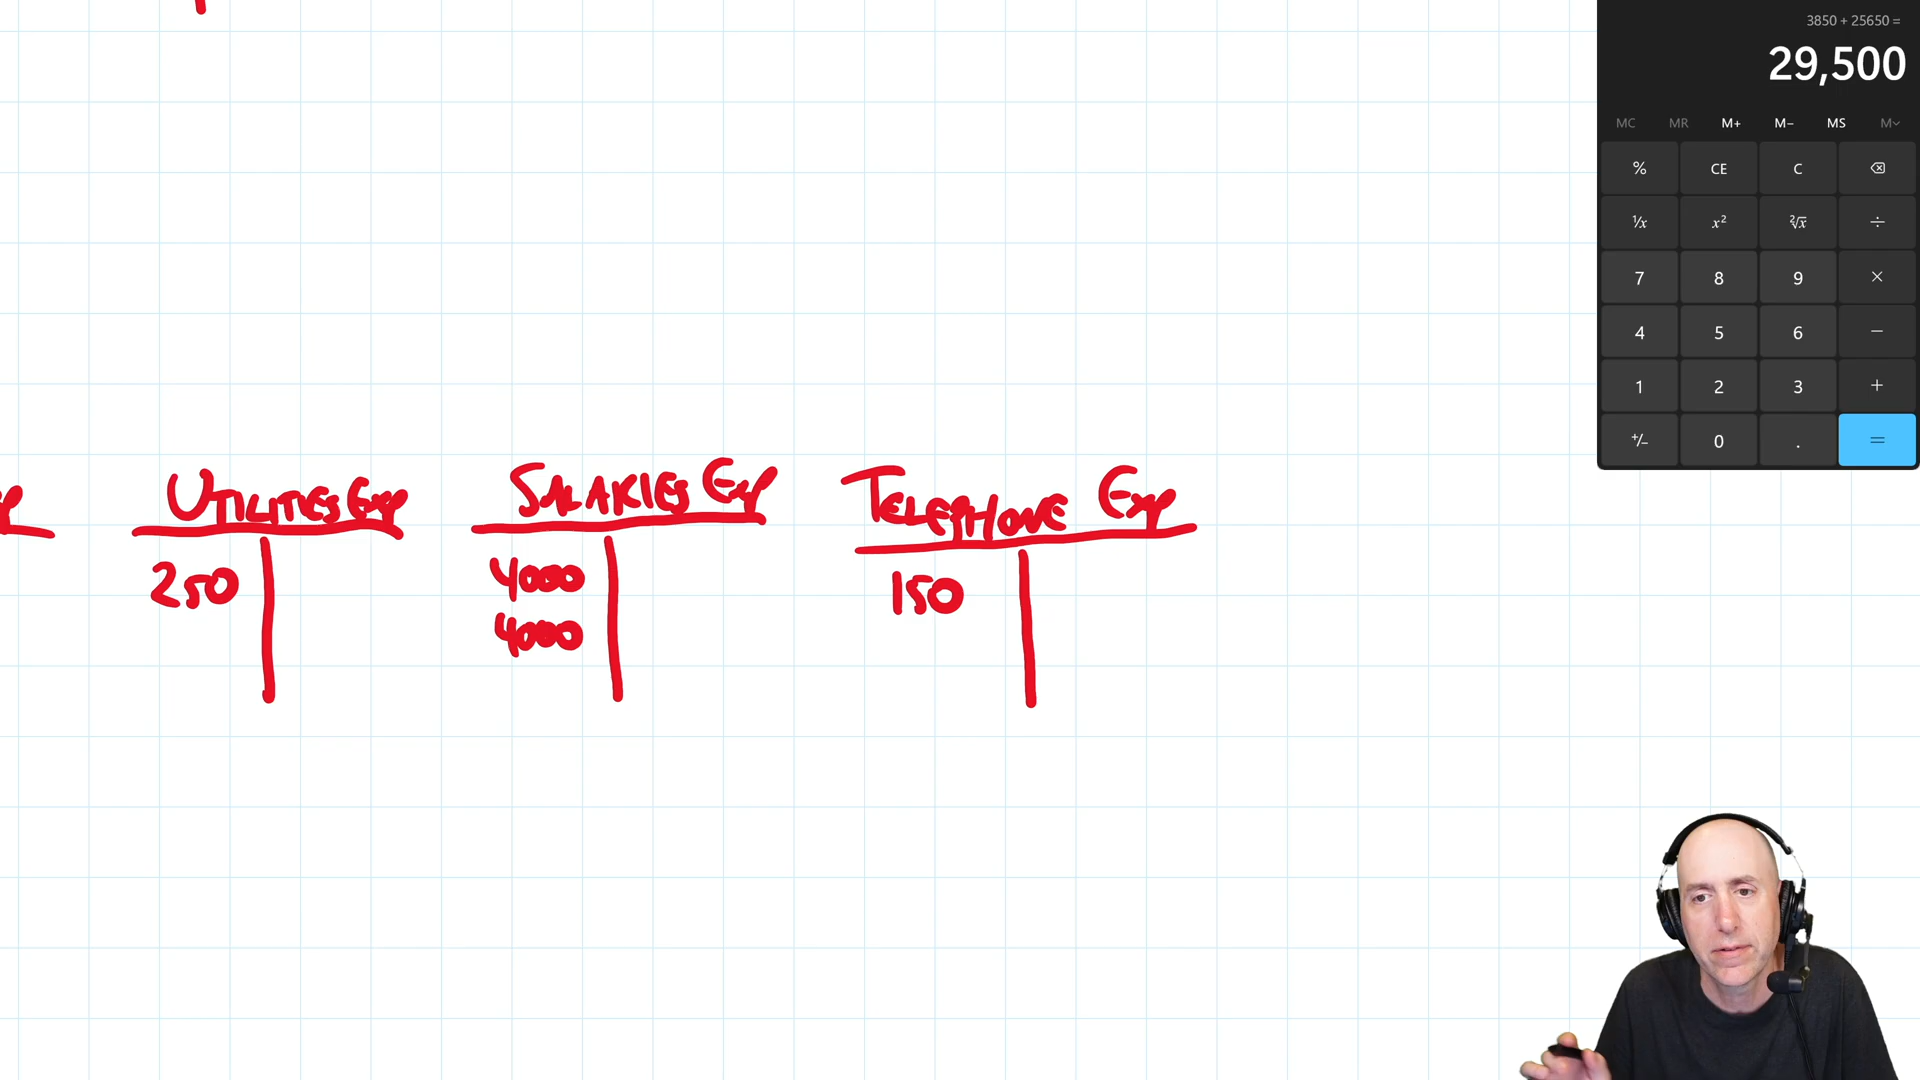 3850 + 25650 =
29,500
MC MR M+ M− MS M˅
% CE C
⅟x x² ²√x ÷
7 8 9 ×
4 5 6 −
1 2 3 +
+/− 0 . =
UTILITIES Exp
250
SALARIES Exp
4000
4000
TELEPHONE Exp
150